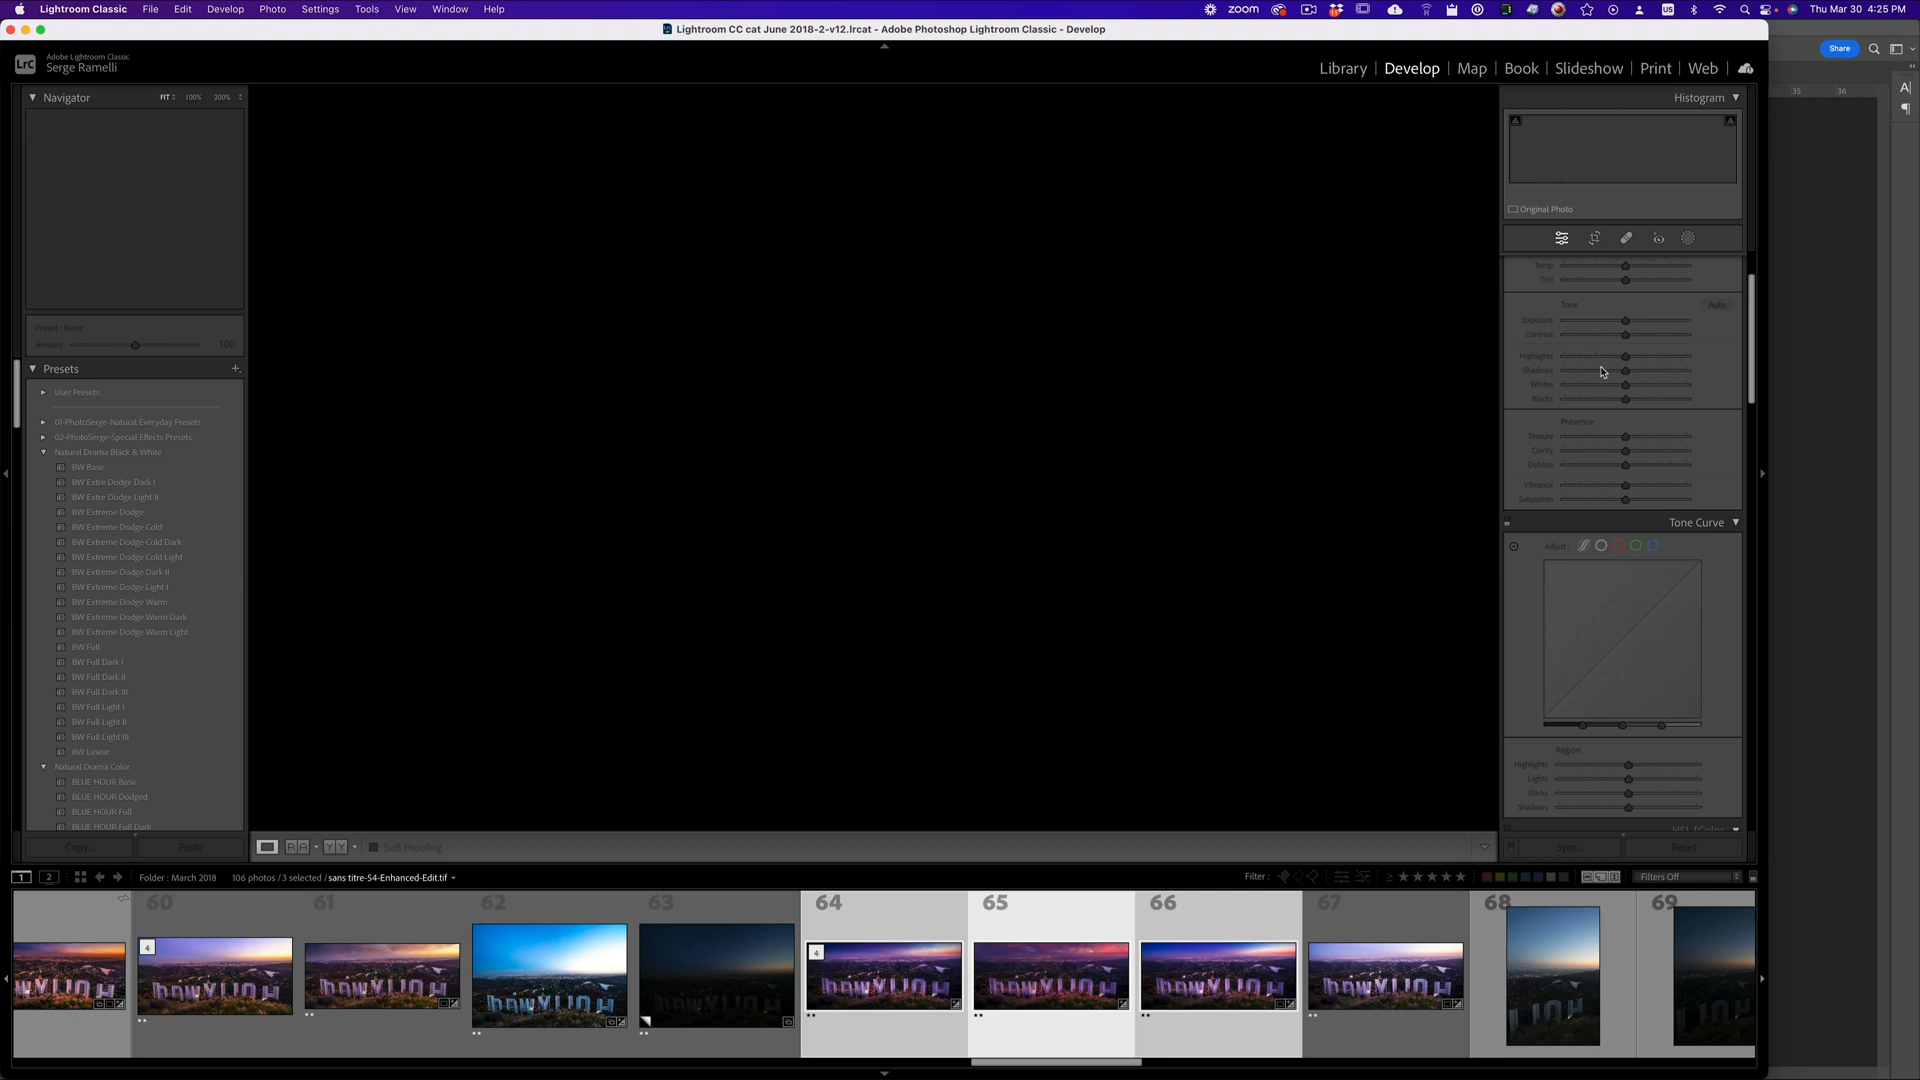 Lightroom Classic File Edit Develop Photo Settings Tools View Window Help zoom US Thu Mar 30 4:25 PM
Lightroom CC cat June 2018-2-v12.lrcat - Adobe Photoshop Lightroom Classic - Develop
Share
LrC Adobe Lightroom Classic
Serge Ramelli
Library | Develop | Map | Book | Slideshow | Print | Web
35 36
Navigator FIT 100% 200%
Histogram
Original Photo
Temp
Tint
Tone Auto
Exposure
Contrast
Highlights
Shadows
Whites
Blacks
Presence
Texture
Clarity
Dehaze
Vibrance
Saturation
Tone Curve
Adjust :
Region
Highlights
Lights
Darks
Shadows
HSL / Color
Sync...
Reset
Preset : None
Amount 100
Presets
User Presets
01-PhotoSerge-Natural Everyday Presets
02-PhotoSerge-Special Effects Presets
Natural Drama Black & White
BW Base
BW Extre Dodge Dark I
BW Extre Dodge Light II
BW Extreme Dodge
BW Extreme Dodge Cold
BW Extreme Dodge Cold Dark
BW Extreme Dodge Cold Light
BW Extreme Dodge Dark II
BW Extreme Dodge Light I
BW Extreme Dodge Warm
BW Extreme Dodge Warm Dark
BW Extreme Dodge Warm Light
BW Full
BW Full Dark I
BW Full Dark II
BW Full Dark III
BW Full Light I
BW Full Light II
BW Full Light III
BW Linear
Natural Drama Color
BLUE HOUR Basic
BLUE HOUR Dodged
BLUE HOUR Full
BLUE HOUR Full Dark
Copy... Paste
Soft Proofing
1 2 Folder : March 2018 106 photos / 3 selected / sans titre-54-Enhanced-Edit.tif
Filter : Filters Off
60 61 62 63 64 65 66 67 68 69
4 4